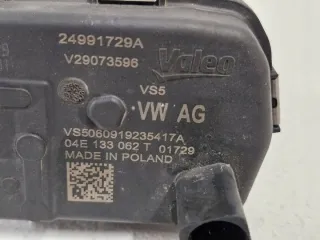 24991729A
Valeo
V29073596
VS5
VW AG
VS5060919235417A
04E 133 062 T 01729
MADE IN POLAND